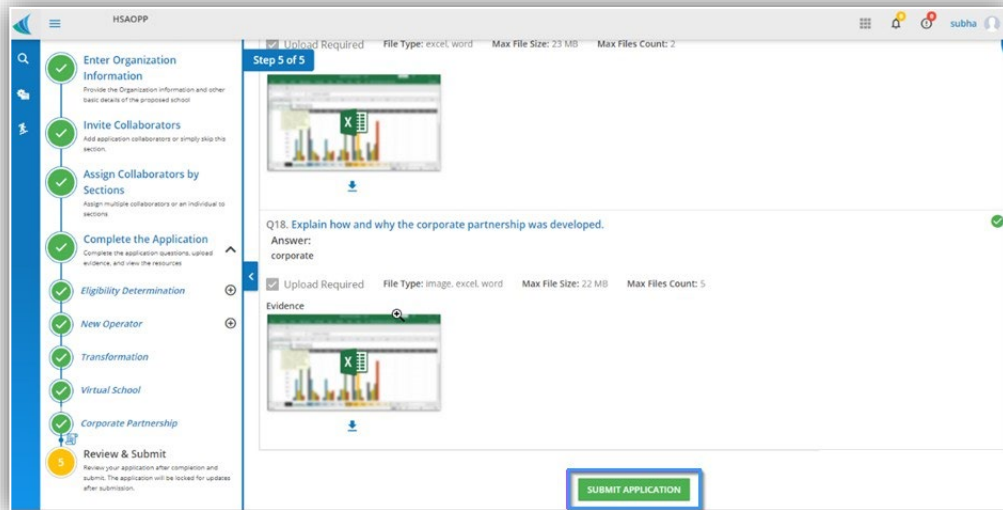 HSAOPP
subha
Enter Organization
Information
Provide the Organization information and other
basic details of the proposed school
Invite Collaborators
Add application collaborators or simply skip this
section.
Assign Collaborators by
Sections
Assign multiple collaborators or an individual to
sections
Complete the Application
Complete the application questions, upload
evidence, and view the resources
Eligibility Determination
New Operator
Transformation
Virtual School
Corporate Partnership
5
Review & Submit
Review your application after completion and
submit. The application will be locked for updates
after submission.
Upload Required File Type: excel, word Max File Size: 23 MB Max Files Count: 2
Step 5 of 5
Q18. Explain how and why the corporate partnership was developed.
Answer:
corporate
Upload Required File Type: image, excel, word Max File Size: 22 MB Max Files Count: 5
Evidence
SUBMIT APPLICATION